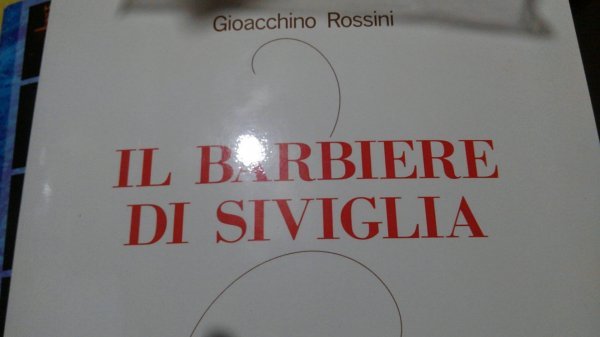 Gioacchino Rossini
IL BARBIERE
DI SIVIGLIA